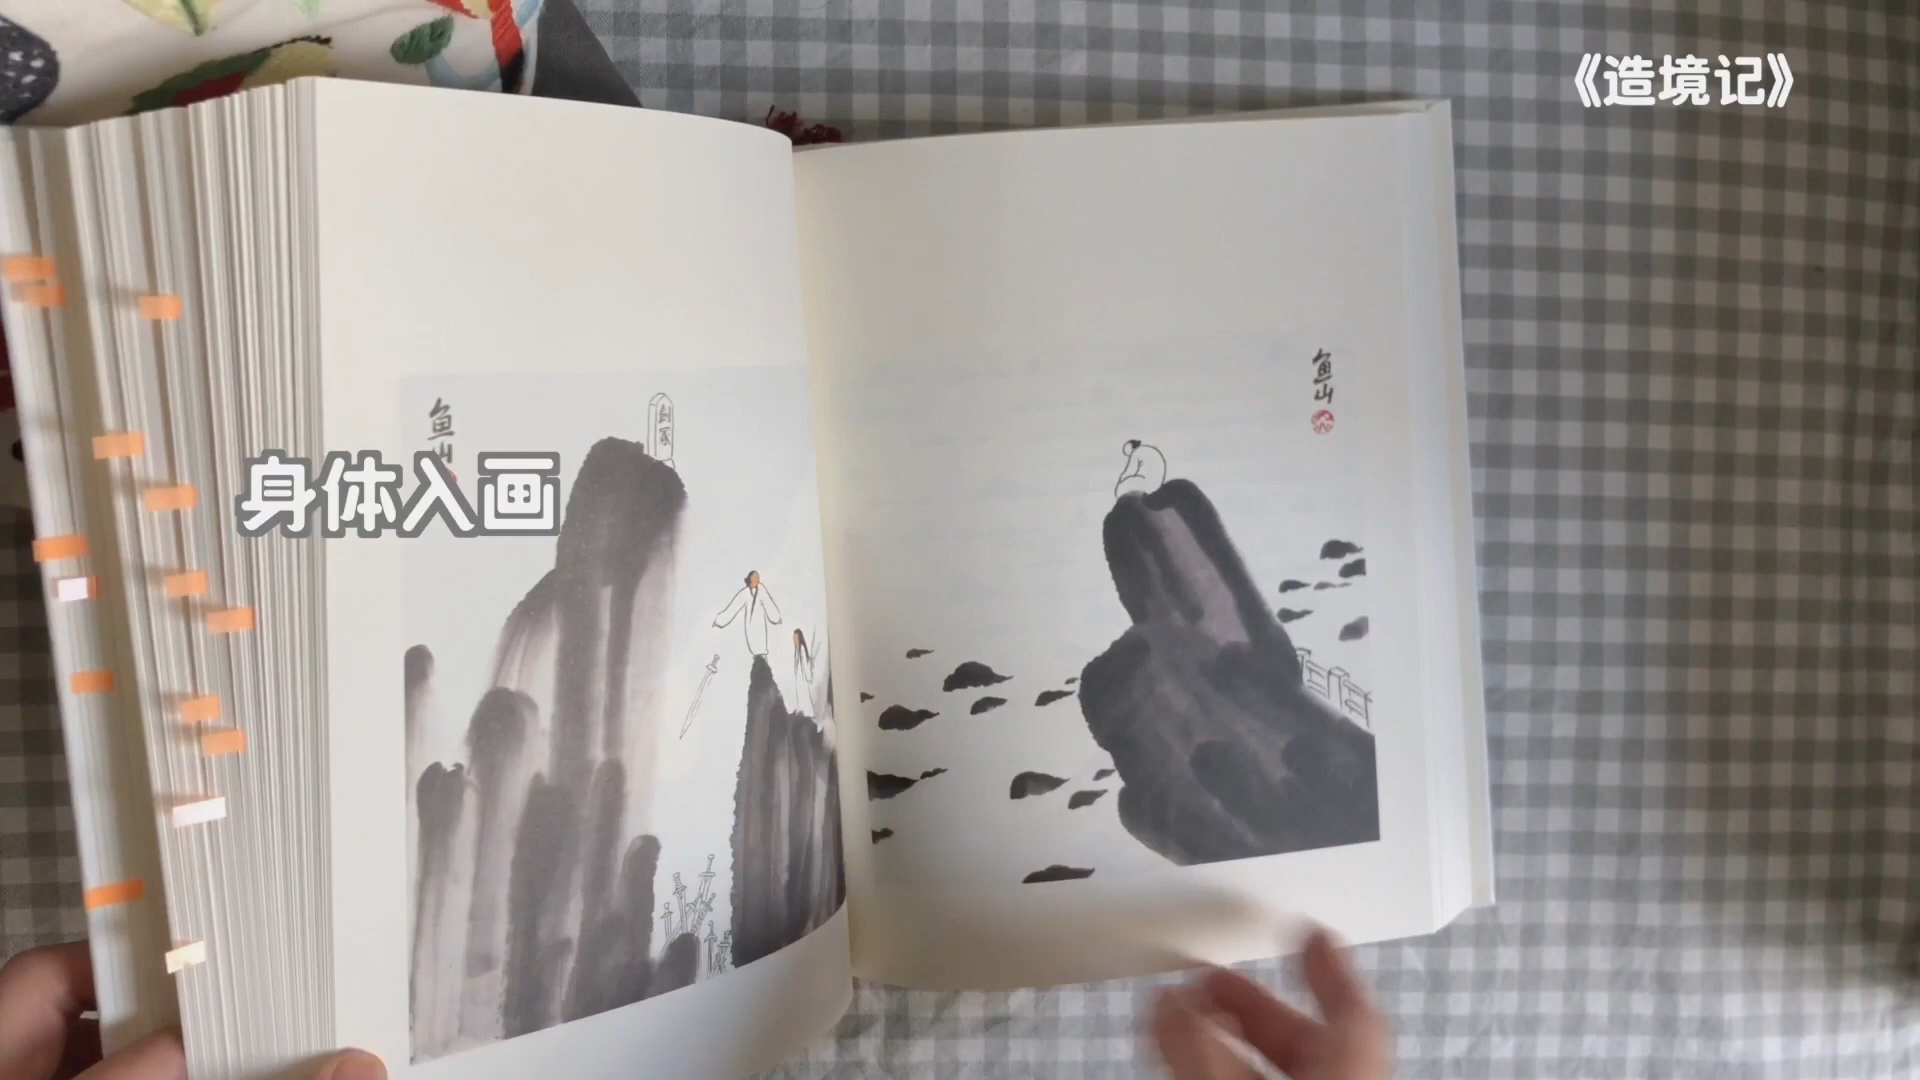 《造境记》
鱼山
剑冢
身体入画
鱼山